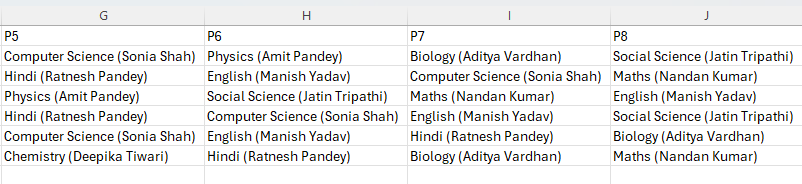 G H I J
P5 P6 P7 P8
Computer Science (Sonia Shah) Physics (Amit Pandey) Biology (Aditya Vardhan) Social Science (Jatin Tripathi)
Hindi (Ratnesh Pandey) English (Manish Yadav) Computer Science (Sonia Shah) Maths (Nandan Kumar)
Physics (Amit Pandey) Social Science (Jatin Tripathi) Maths (Nandan Kumar) English (Manish Yadav)
Hindi (Ratnesh Pandey) Computer Science (Sonia Shah) English (Manish Yadav) Social Science (Jatin Tripathi)
Computer Science (Sonia Shah) English (Manish Yadav) Hindi (Ratnesh Pandey) Biology (Aditya Vardhan)
Chemistry (Deepika Tiwari) Hindi (Ratnesh Pandey) Biology (Aditya Vardhan) Maths (Nandan Kumar)